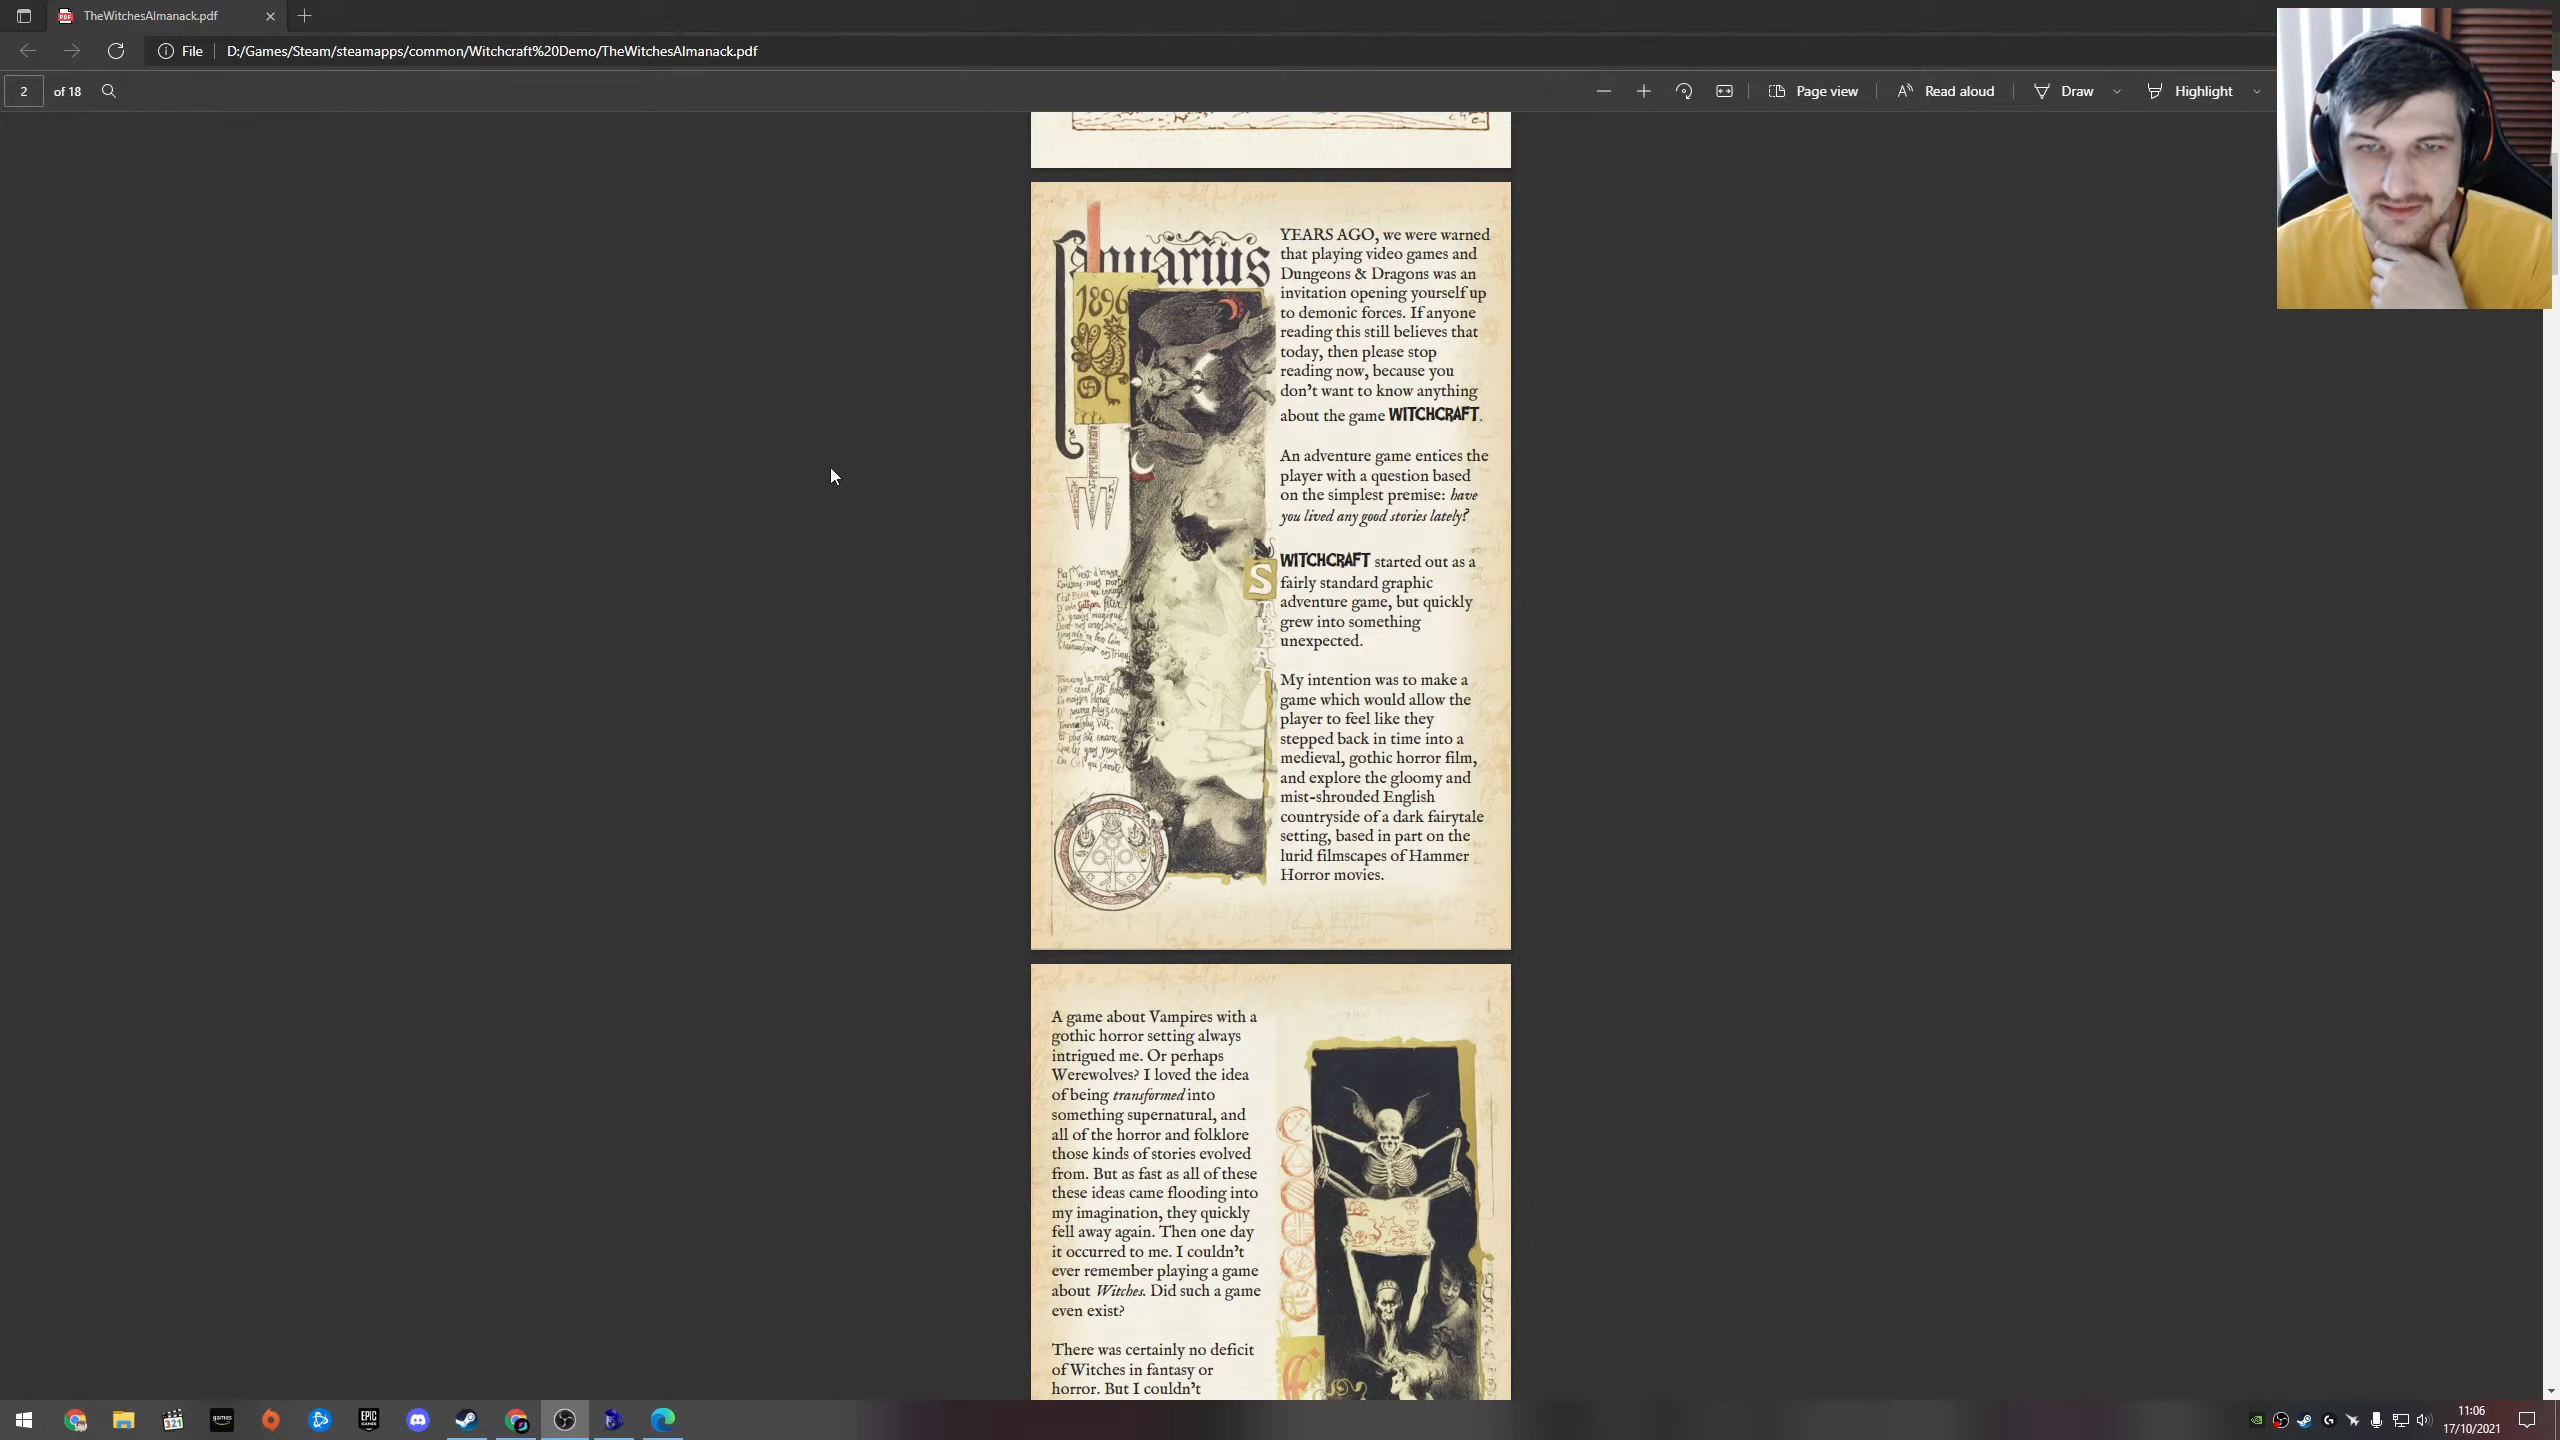 TheWitchesAlmanack.pdf
File
D:/Games/Steam/steamapps/common/Witchcraft%20Demo/TheWitchesAlmanack.pdf
2 of 18
Page view
Read aloud
Draw
Highlight
1896
YEARS AGO, we were warned
that playing video games and
Dungeons & Dragons was an
invitation opening yourself up
to demonic forces. If anyone
reading this still believes that
today, then please stop
reading now, because you
don't want to know anything
about the game WITCHCRAFT.
An adventure game entices the
player with a question based
on the simplest premise: have
you lived any good stories lately?
WITCHCRAFT started out as a
fairly standard graphic
adventure game, but quickly
grew into something
unexpected.
My intention was to make a
game which would allow the
player to feel like they
stepped back in time into a
medieval, gothic horror film,
and explore the gloomy and
mist-shrouded English
countryside of a dark fairytale
setting, based in part on the
lurid filmscapes of Hammer
Horror movies.
A game about Vampires with a
gothic horror setting always
intrigued me. Or perhaps
Werewolves? I loved the idea
of being transformed into
something supernatural, and
all of the horror and folklore
those kinds of stories evolved
from. But as fast as all of these
these ideas came flooding into
my imagination, they quickly
fell away again. Then one day
it occurred to me. I couldn't
ever remember playing a game
about Witches. Did such a game
even exist?
There was certainly no deficit
of Witches in fantasy or
horror. But I couldn't
321
games
EPIC
GAMES
11:06
17/10/2021